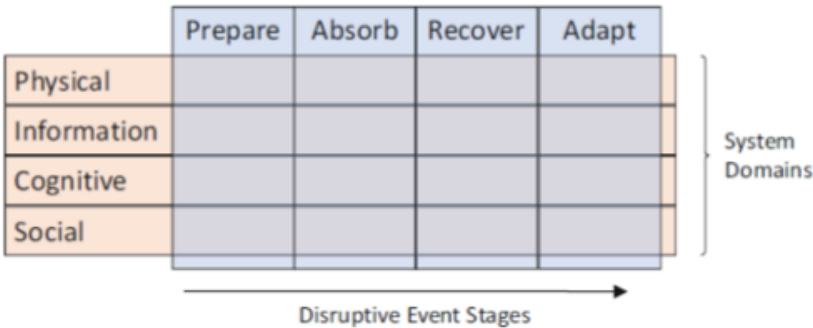 Prepare Absorb Recover Adapt
Physical
Information
Cognitive
Social
System
Domains
Disruptive Event Stages